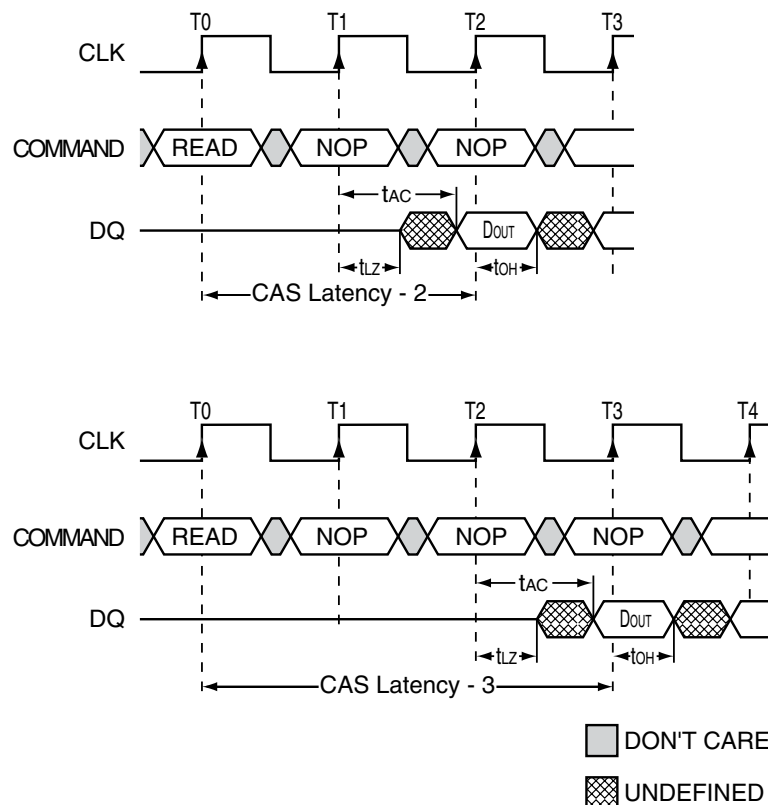 T0 T1 T2 T3
CLK
COMMAND READ NOP NOP
tAC
DQ DOUT
tLZ tOH
CAS Latency - 2
T0 T1 T2 T3 T4
CLK
COMMAND READ NOP NOP NOP
tAC
DQ DOUT
tLZ tOH
CAS Latency - 3
DON'T CARE
UNDEFINED